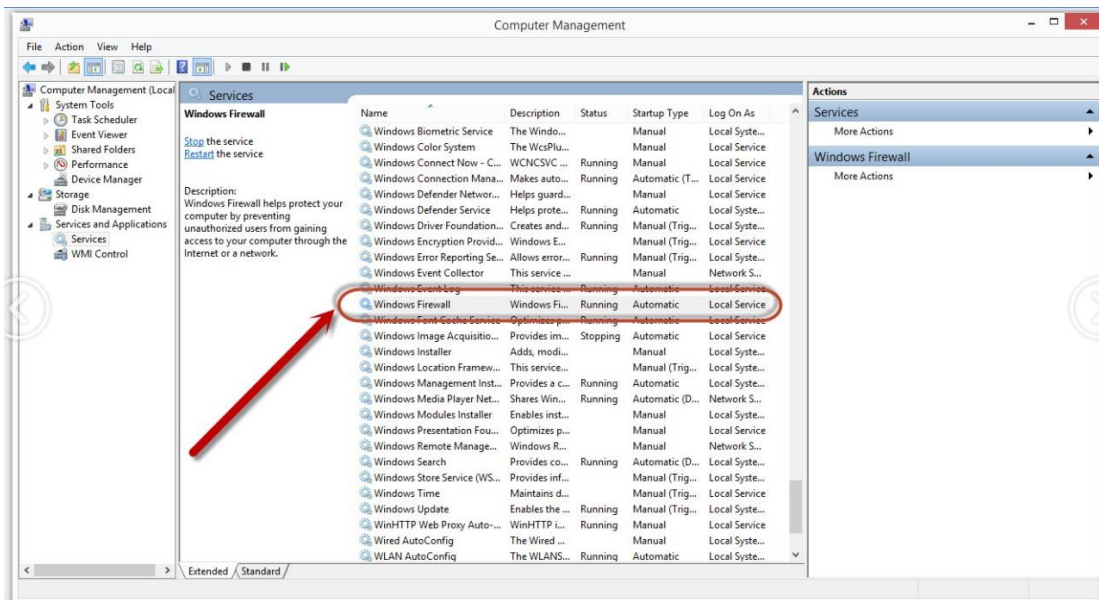 Computer Management
File Action View Help
Computer Management (Local
System Tools
Task Scheduler
Event Viewer
Shared Folders
Performance
Device Manager
Storage
Disk Management
Services and Applications
Services
WMI Control
Services
Windows Firewall
Stop the service
Restart the service
Description:
Windows Firewall helps protect your
computer by preventing
unauthorized users from gaining
access to your computer through the
Internet or a network.
Name Description Status Startup Type Log On As
Windows Biometric Service The Windo... Manual Local Syste...
Windows Color System The WcsPlu... Manual Local Service
Windows Connect Now - C... WCNCSVC ... Running Manual Local Service
Windows Connection Mana... Makes auto... Running Automatic (T... Local Service
Windows Defender Networ... Helps guard... Manual Local Service
Windows Defender Service Helps prote... Running Automatic Local Syste...
Windows Driver Foundation... Creates and... Running Manual (Trig... Local Syste...
Windows Encryption Provid... Windows E... Manual (Trig... Local Service
Windows Error Reporting Se... Allows error... Running Manual (Trig... Local Syste...
Windows Event Collector This service ... Manual Network S...
Windows Event Log This service ... Running Automatic Local Service
Windows Firewall Windows Fi... Running Automatic Local Service
Windows Font Cache Service Optimizes p... Running Automatic Local Service
Windows Image Acquisitio... Provides im... Stopping Automatic Local Service
Windows Installer Adds, modi... Manual Local Syste...
Windows Location Framew... This service... Manual (Trig... Local Syste...
Windows Management Inst... Provides a c... Running Automatic Local Syste...
Windows Media Player Net... Shares Win... Running Automatic (D... Network S...
Windows Modules Installer Enables inst... Manual Local Syste...
Windows Presentation Fou... Optimizes p... Manual Local Service
Windows Remote Manage... Windows R... Manual Network S...
Windows Search Provides co... Running Automatic (D... Local Syste...
Windows Store Service (WS... Provides inf... Manual (Trig... Local Syste...
Windows Time Maintains d... Manual (Trig... Local Service
Windows Update Enables the ... Running Manual (Trig... Local Syste...
WinHTTP Web Proxy Auto-... WinHTTP i... Running Manual Local Service
Wired AutoConfig The Wired ... Manual Local Syste...
WLAN AutoConfig The WLANS... Running Automatic Local Syste...
Extended Standard
Actions
Services
More Actions
Windows Firewall
More Actions